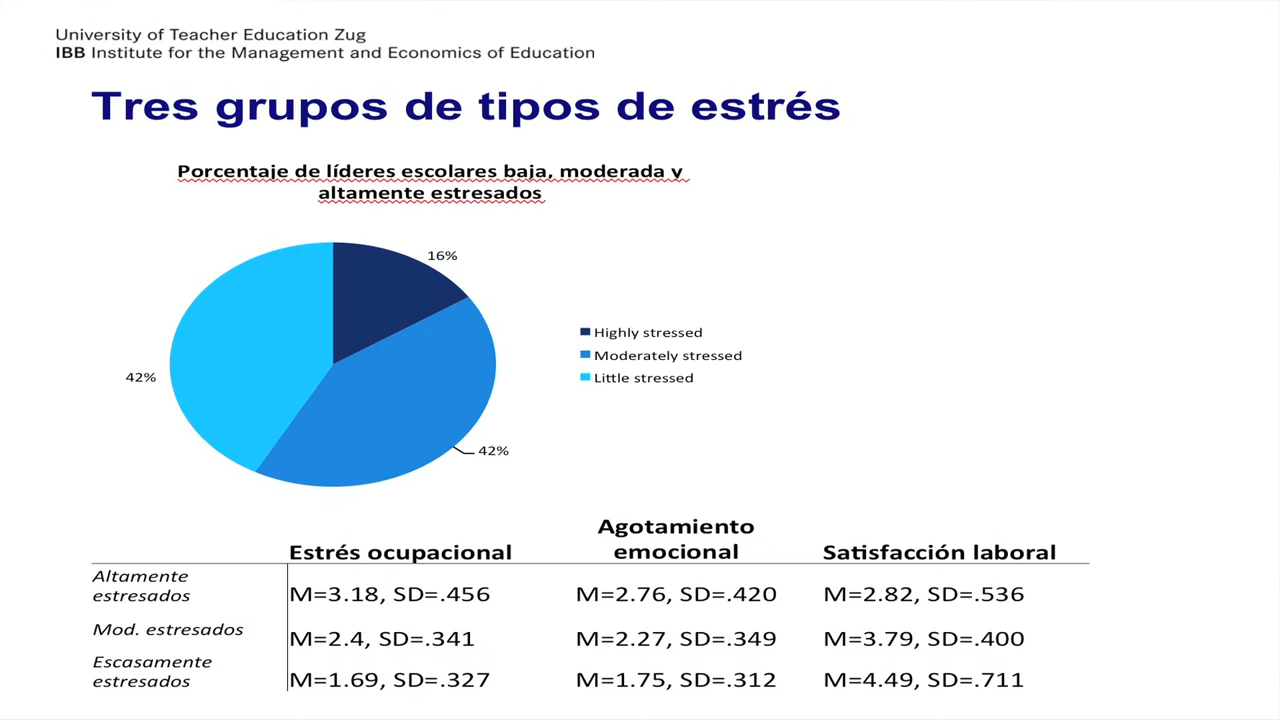 University of Teacher Education Zug
IBB Institute for the Management and Economics of Education
Tres grupos de tipos de estrés
Porcentaje de líderes escolares baja, moderada y
altamente estresados
16%
42%
42%
Highly stressed
Moderately stressed
Little stressed
Estrés ocupacional
Agotamiento
emocional
Satisfacción laboral
Altamente
estresados
M=3.18, SD=.456
M=2.76, SD=.420
M=2.82, SD=.536
Mod. estresados
M=2.4, SD=.341
M=2.27, SD=.349
M=3.79, SD=.400
Escasamente
estresados
M=1.69, SD=.327
M=1.75, SD=.312
M=4.49, SD=.711